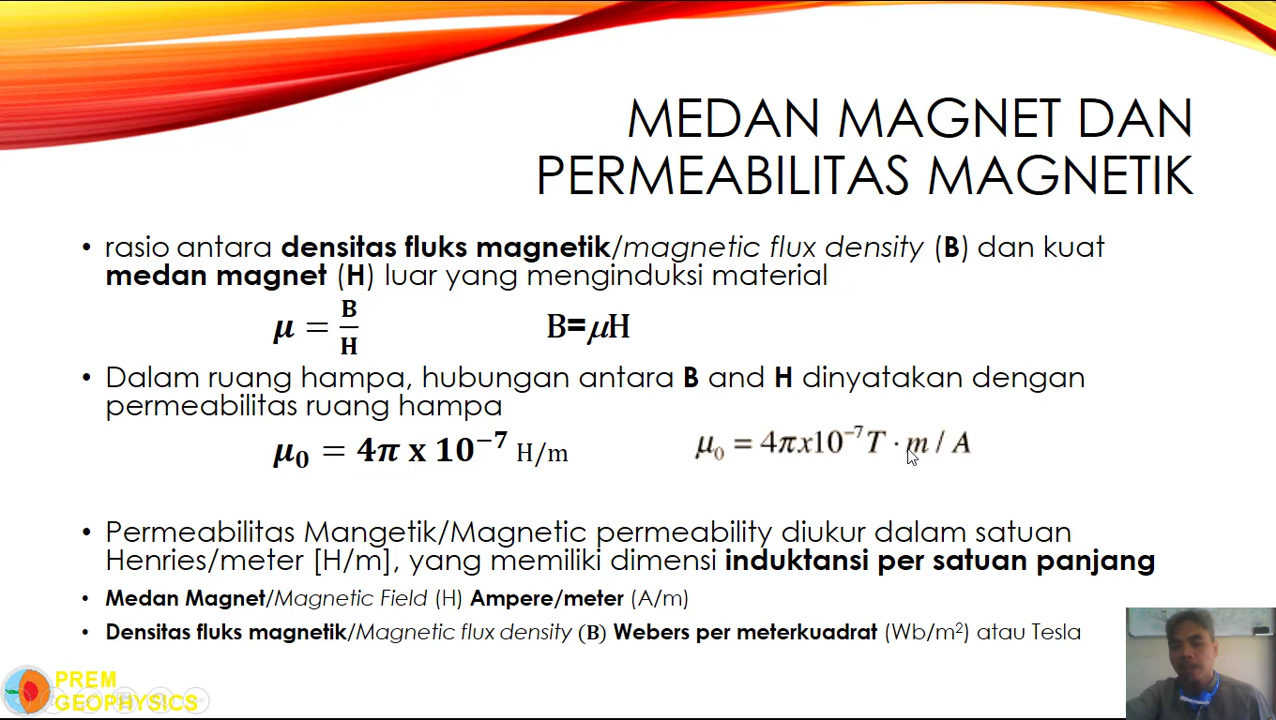 MEDAN MAGNET DAN
PERMEABILITAS MAGNETIK
• rasio antara densitas fluks magnetik/magnetic flux density (B) dan kuat
medan magnet (H) luar yang menginduksi material
μ = B/H B=μH
• Dalam ruang hampa, hubungan antara B and H dinyatakan dengan
permeabilitas ruang hampa
μ₀ = 4π x 10⁻⁷ H/m μ₀ = 4πx10⁻⁷T · m / A
• Permeabilitas Mangetik/Magnetic permeability diukur dalam satuan
Henries/meter [H/m], yang memiliki dimensi induktansi per satuan panjang
• Medan Magnet/Magnetic Field (H) Ampere/meter (A/m)
• Densitas fluks magnetik/Magnetic flux density (B) Webers per meterkuadrat (Wb/m²) atau Tesla
PREM
GEOPHYSICS